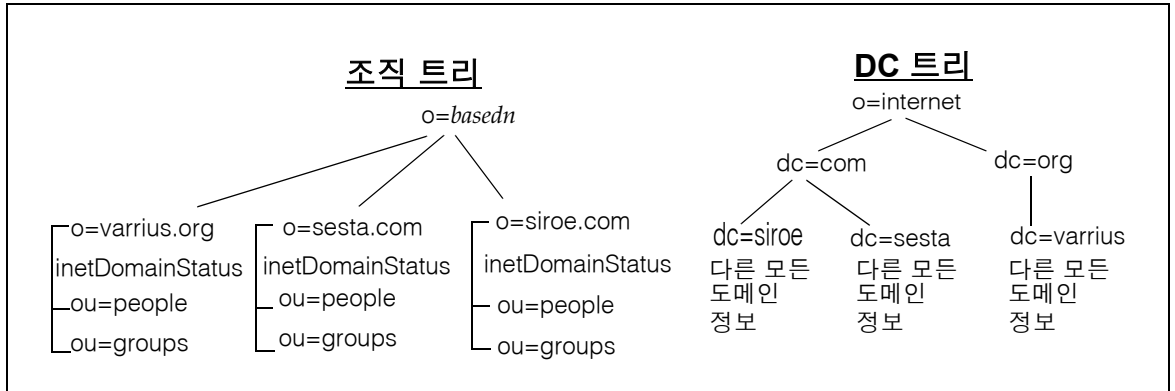 조직 트리
o=basedn
o=varrius.org
inetDomainStatus
ou=people
ou=groups
o=sesta.com
inetDomainStatus
ou=people
ou=groups
o=siroe.com
inetDomainStatus
ou=people
ou=groups
DC 트리
o=internet
dc=com
dc=org
dc=siroe
다른 모든
도메인
정보
dc=sesta
다른 모든
도메인
정보
dc=varrius
다른 모든
도메인
정보